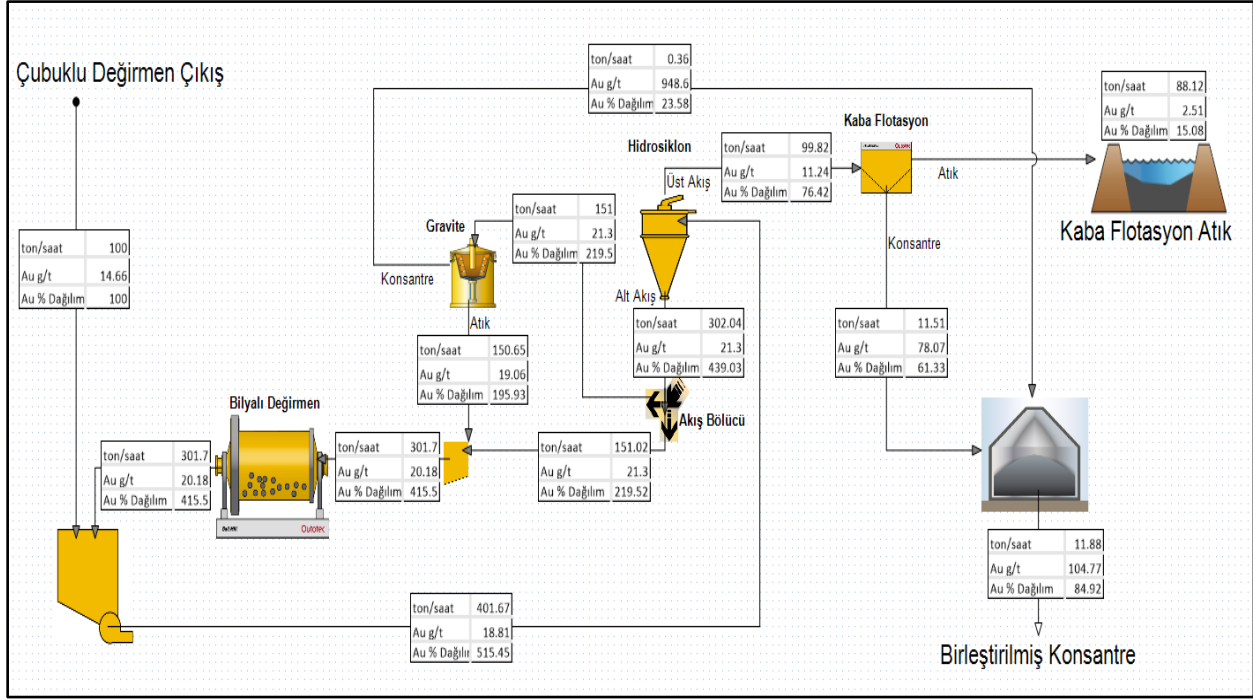 Çubuklu Değirmen Çıkış
ton/saat 100
Au g/t 14.66
Au % Dağılım 100
ton/saat 0.36
Au g/t 948.6
Au % Dağılım 23.58
Hidrosiklon
Üst Akış
Alt Akış
ton/saat 99.82
Au g/t 11.24
Au % Dağılım 76.42
Kaba Flotasyon
Outotec
Atık
Konsantre
ton/saat 88.12
Au g/t 2.51
Au % Dağılım 15.08
Kaba Flotasyon Atık
ton/saat 151
Au g/t 21.3
Au % Dağılım 219.5
Gravite
Konsantre
Atık
ton/saat 150.65
Au g/t 19.06
Au % Dağılım 195.93
ton/saat 302.04
Au g/t 21.3
Au % Dağılım 439.03
Akış Bölücü
ton/saat 11.51
Au g/t 78.07
Au % Dağılım 61.33
Bilyalı Değirmen
Outotec
ton/saat 301.7
Au g/t 20.18
Au % Dağılım 415.5
ton/saat 301.7
Au g/t 20.18
Au % Dağılım 415.5
ton/saat 151.02
Au g/t 21.3
Au % Dağılım 219.52
ton/saat 401.67
Au g/t 18.81
Au % Dağılır 515.45
ton/saat 11.88
Au g/t 104.77
Au % Dağılım 84.92
Birleştirilmiş Konsantre